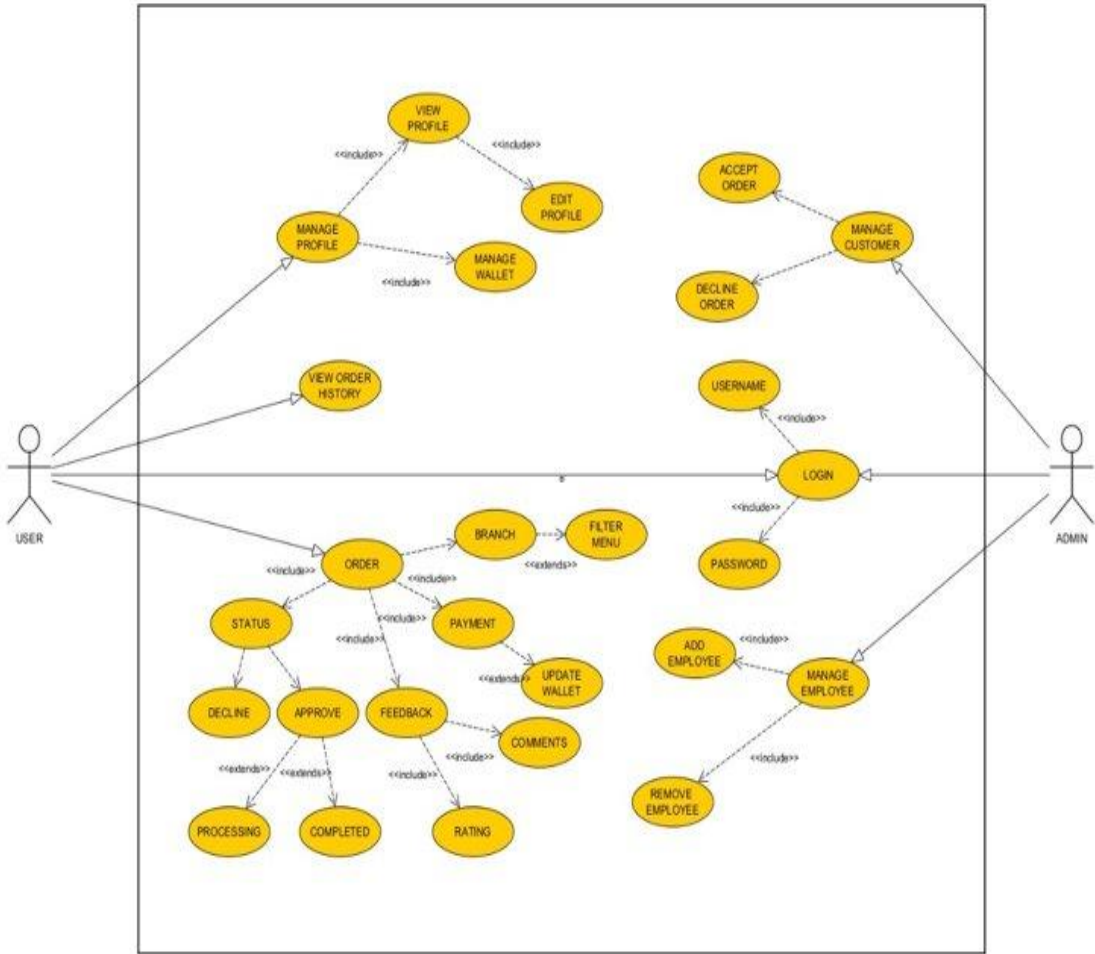 VIEW
PROFILE
<<include>>
<<include>>
EDIT
PROFILE
MANAGE
PROFILE
MANAGE
WALLET
<<include>>
ACCEPT
ORDER
MANAGE
CUSTOMER
DECLINE
ORDER
VIEW ORDER
HISTORY
USERNAME
<<include>>
LOGIN
<<include>>
PASSWORD
USER
ADMIN
BRANCH
FILTER
MENU
<<extends>>
ORDER
<<include>>
<<include>>
<<include>>
<<include>>
STATUS
PAYMENT
<<extends>>
UPDATE
WALLET
DECLINE
APPROVE
FEEDBACK
COMMENTS
<<include>>
<<extends>>
<<extends>>
<<include>>
PROCESSING
COMPLETED
RATING
ADD
EMPLOYEE
<<include>>
MANAGE
EMPLOYEE
<<include>>
REMOVE
EMPLOYEE